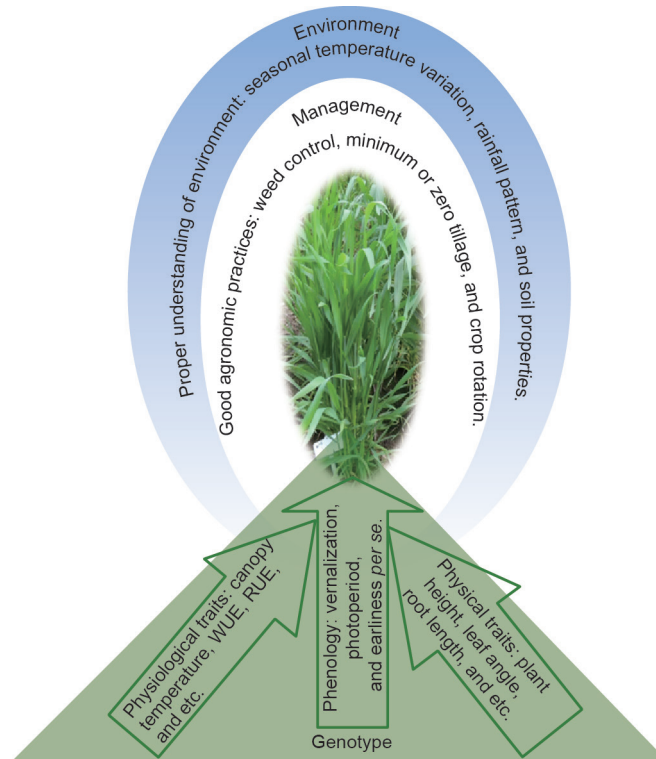 Environment
Proper understanding of environment: seasonal temperature variation, rainfall pattern, and soil properties.
Management
Good agronomic practices: weed control, minimum or zero tillage, and crop rotation.
Physiological traits: canopy
temperature, WUE, RUE,
and etc.
Phenology: vernalization,
photoperiod,
and earliness per se.
Physical traits: plant
height, leaf angle,
root length, and etc.
Genotype